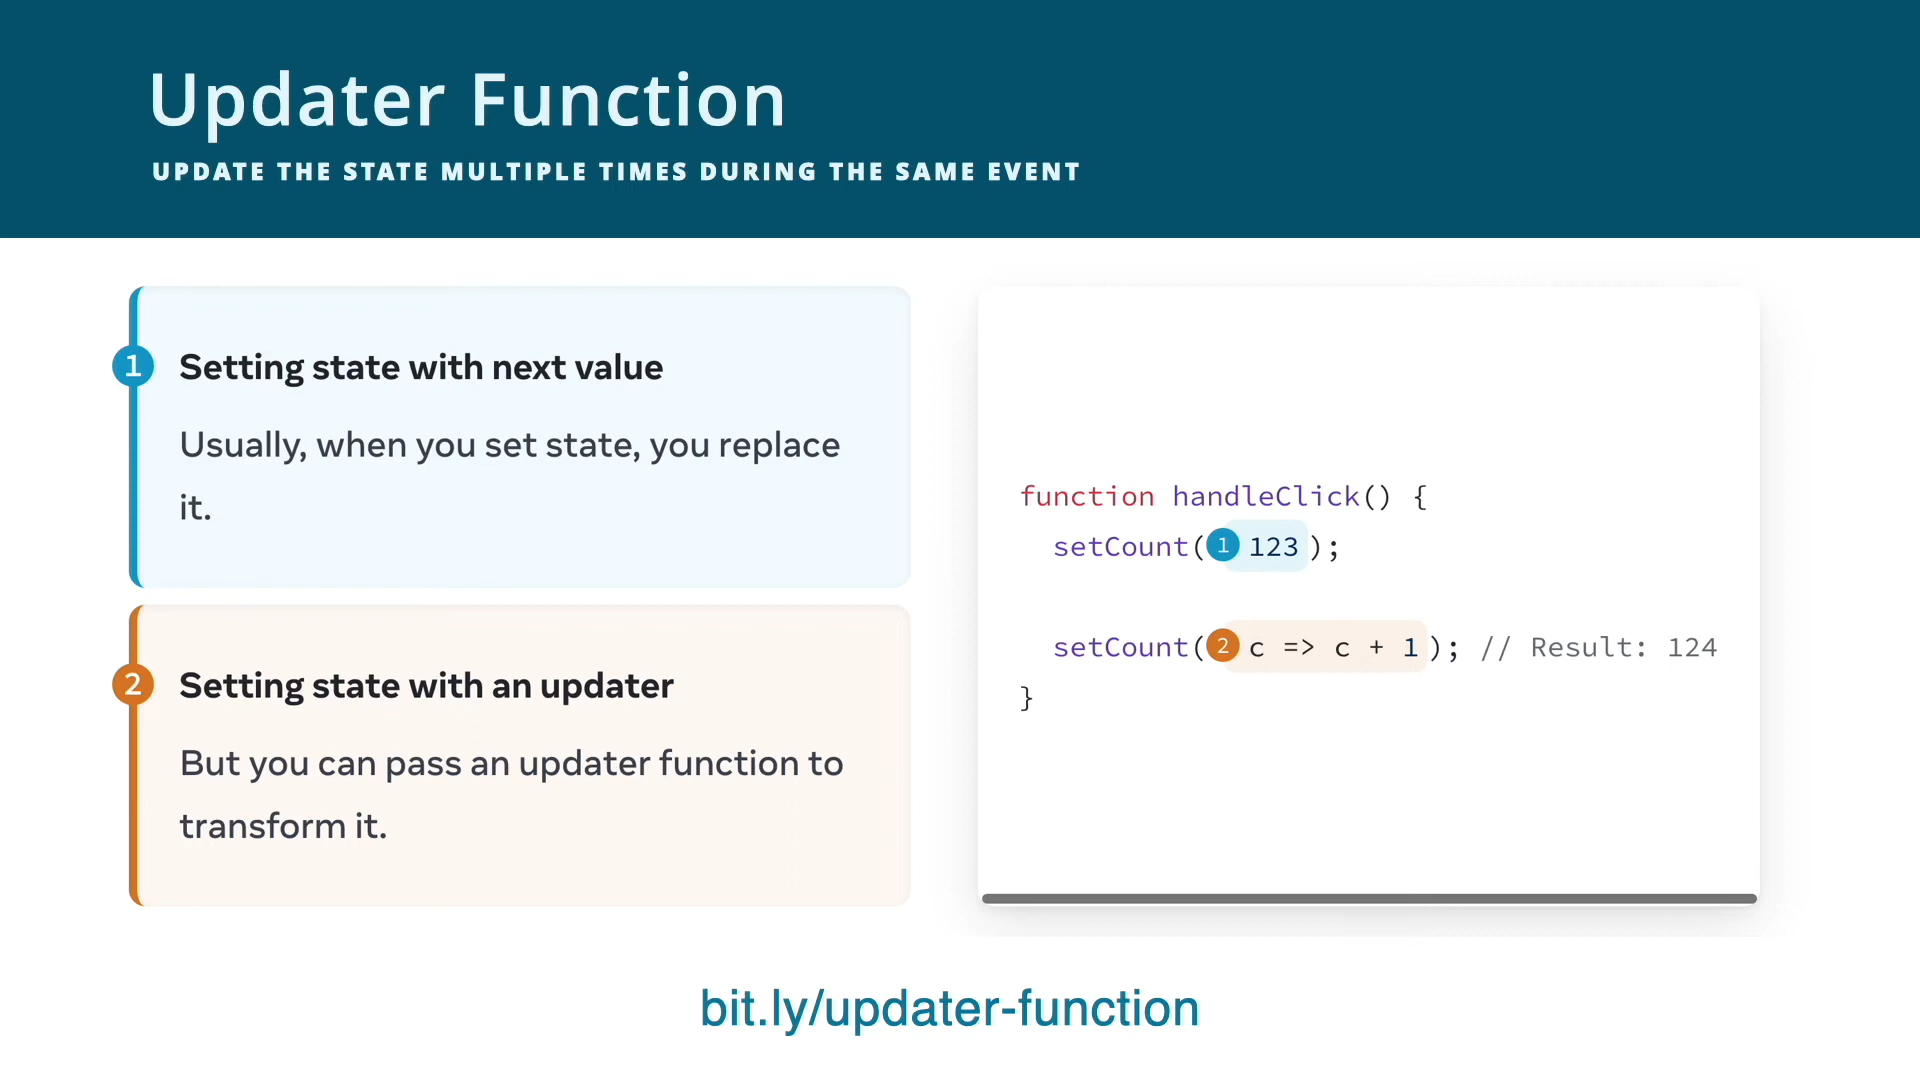 Updater Function
UPDATE THE STATE MULTIPLE TIMES DURING THE SAME EVENT
1 Setting state with next value
Usually, when you set state, you replace
it.
2 Setting state with an updater
But you can pass an updater function to
transform it.
function handleClick() {
setCount(1 123);
setCount(2 c => c + 1); // Result: 124
}
bit.ly/updater-function